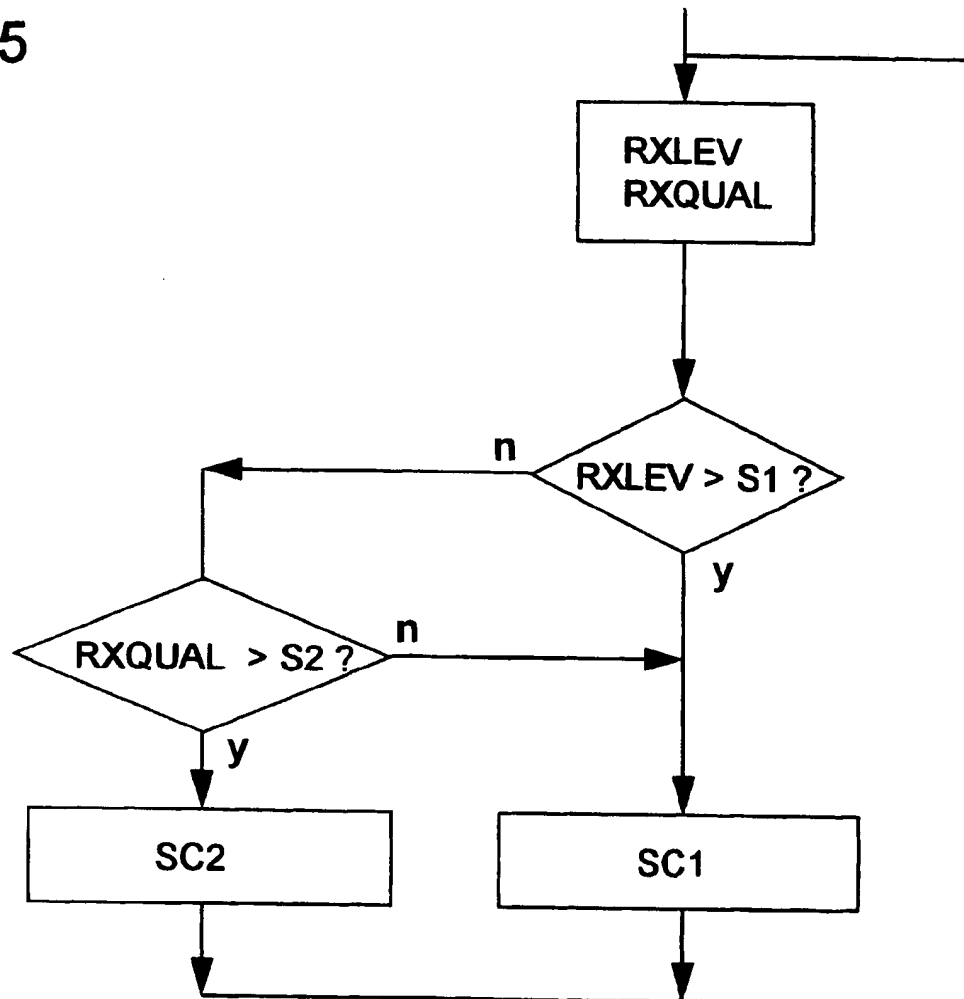 5
RXLEV
RXQUAL
n
RXLEV > S1 ?
y
n
RXQUAL > S2 ?
y
SC2
SC1